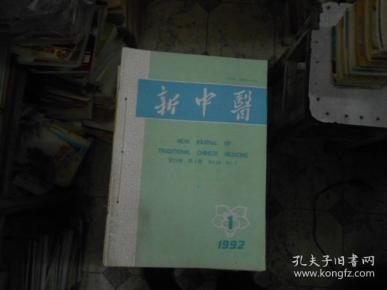 新中醫
NEW JOURNAL OF
TRADITIONAL CHINESE MEDICINE
1
1992
孔夫子旧书网
www.kongfz.com